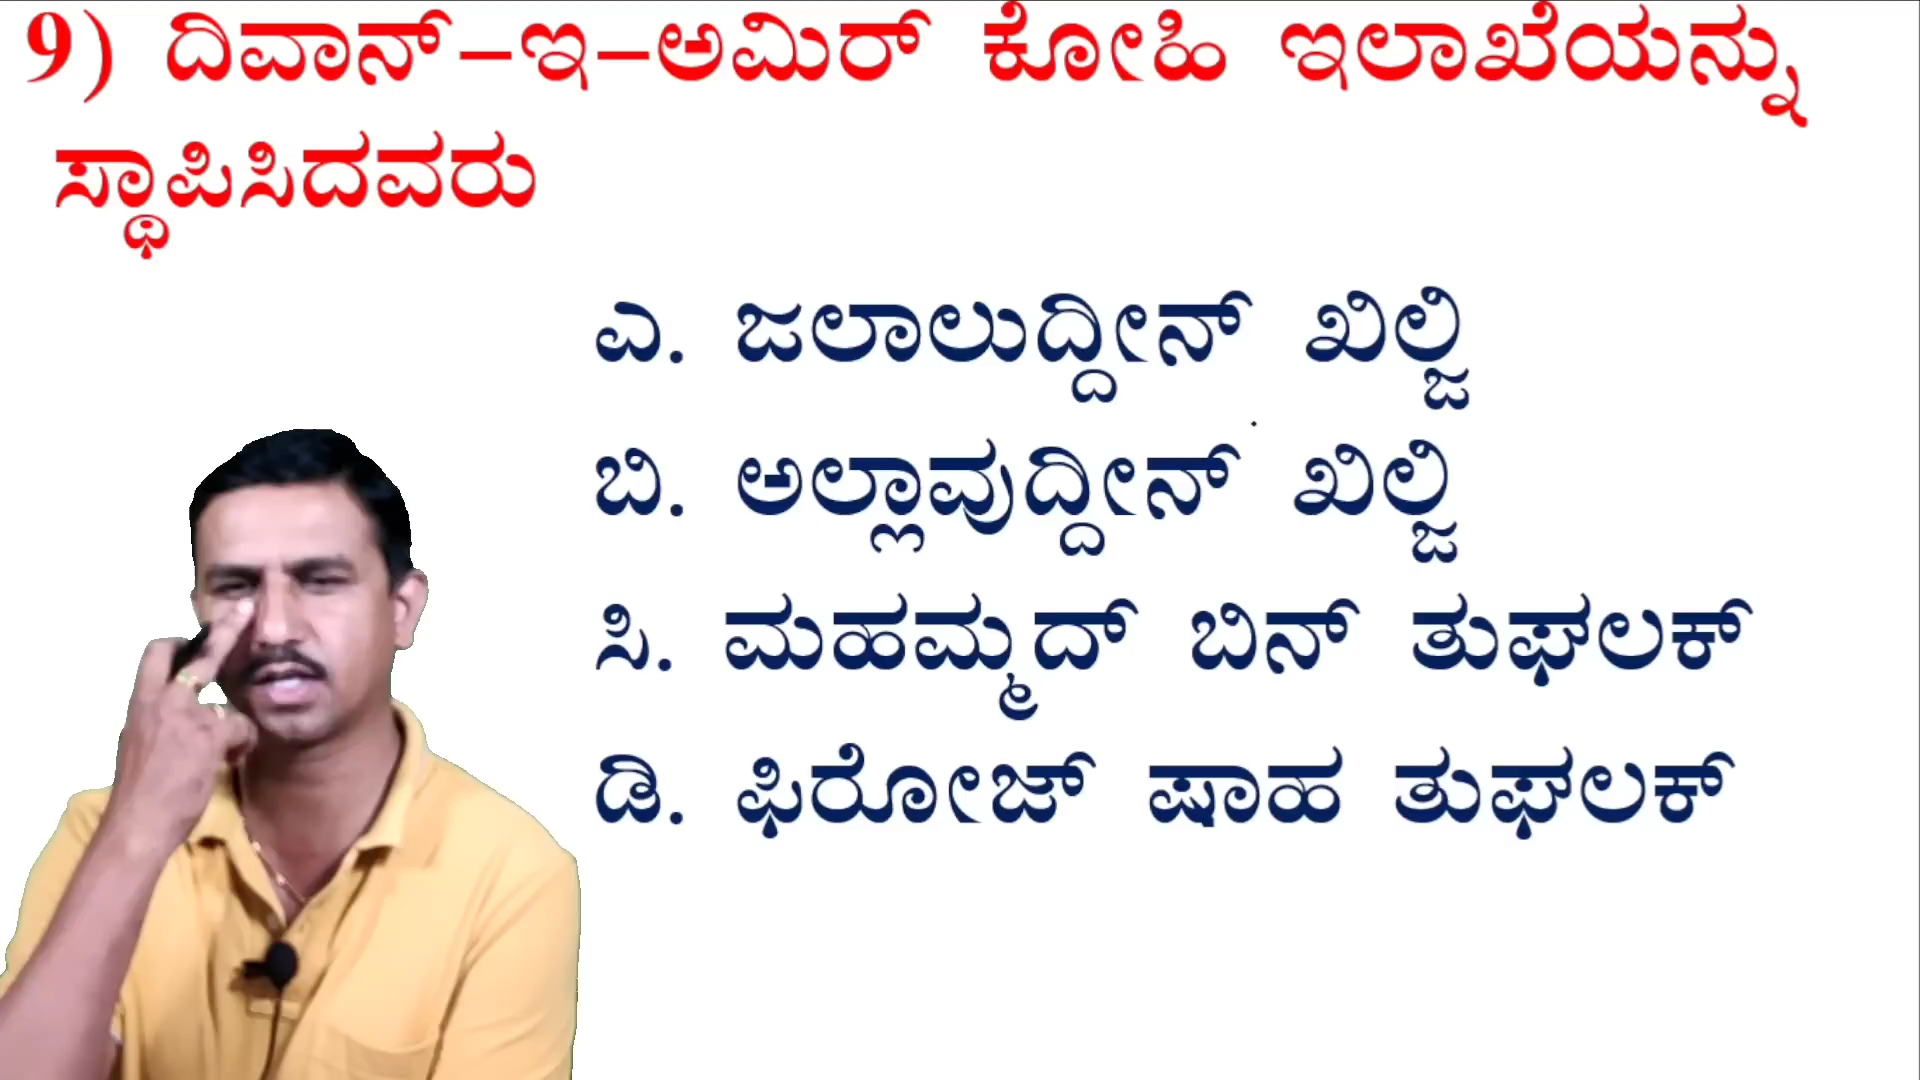 9) ದಿವಾನ್-ಇ-ಅಮಿರ್ ಕೋಹಿ ಇಲಾಖೆಯನ್ನು
ಸ್ಥಾಪಿಸಿದವರು
ಎ. ಜಲಾಲುದ್ದೀನ್ ಖಿಲ್ಜಿ
ಬಿ. ಅಲ್ಲಾವುದ್ದೀನ್ ಖಿಲ್ಜಿ
ಸಿ. ಮಹಮ್ಮದ್ ಬಿನ್ ತುಘಲಕ್
ಡಿ. ಫಿರೋಜ್ ಷಾಹ ತುಘಲಕ್